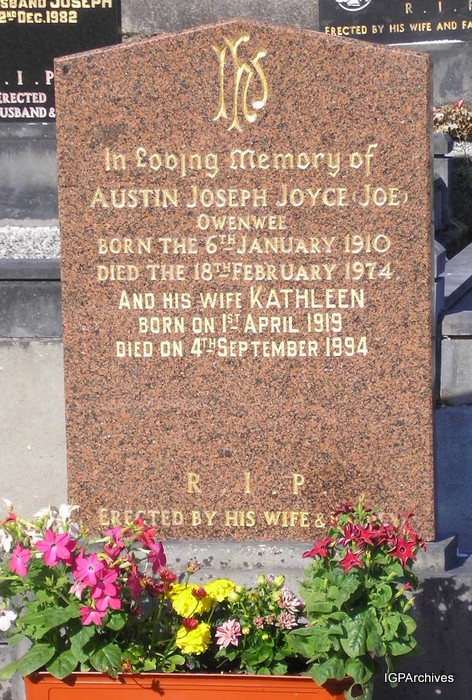 SBAND JOSEPH
2ND DEC. 1982
. I . P
ERECTED
USBAND &
R . I .
ERECTED BY HIS WIFE AND FA
IHS
In Loving Memory of
AUSTIN JOSEPH JOYCE (JOE)
OWENWEE
BORN THE 6TH JANUARY 1910
DIED THE 18TH FEBRUARY 1974
AND HIS WIFE KATHLEEN
BORN ON 1ST APRIL 1919
DIED ON 4TH SEPTEMBER 1994
R . I . P
ERECTED BY HIS WIFE &
IGPArchives